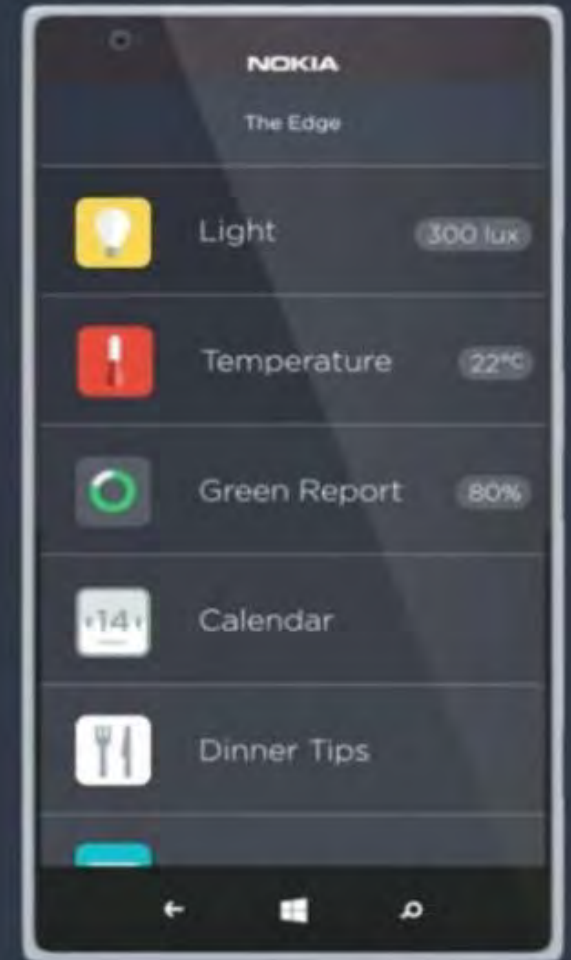 NOKIA
The Edge
Light 300 lux
Temperature 22°C
Green Report 80%
14 Calendar
Dinner Tips